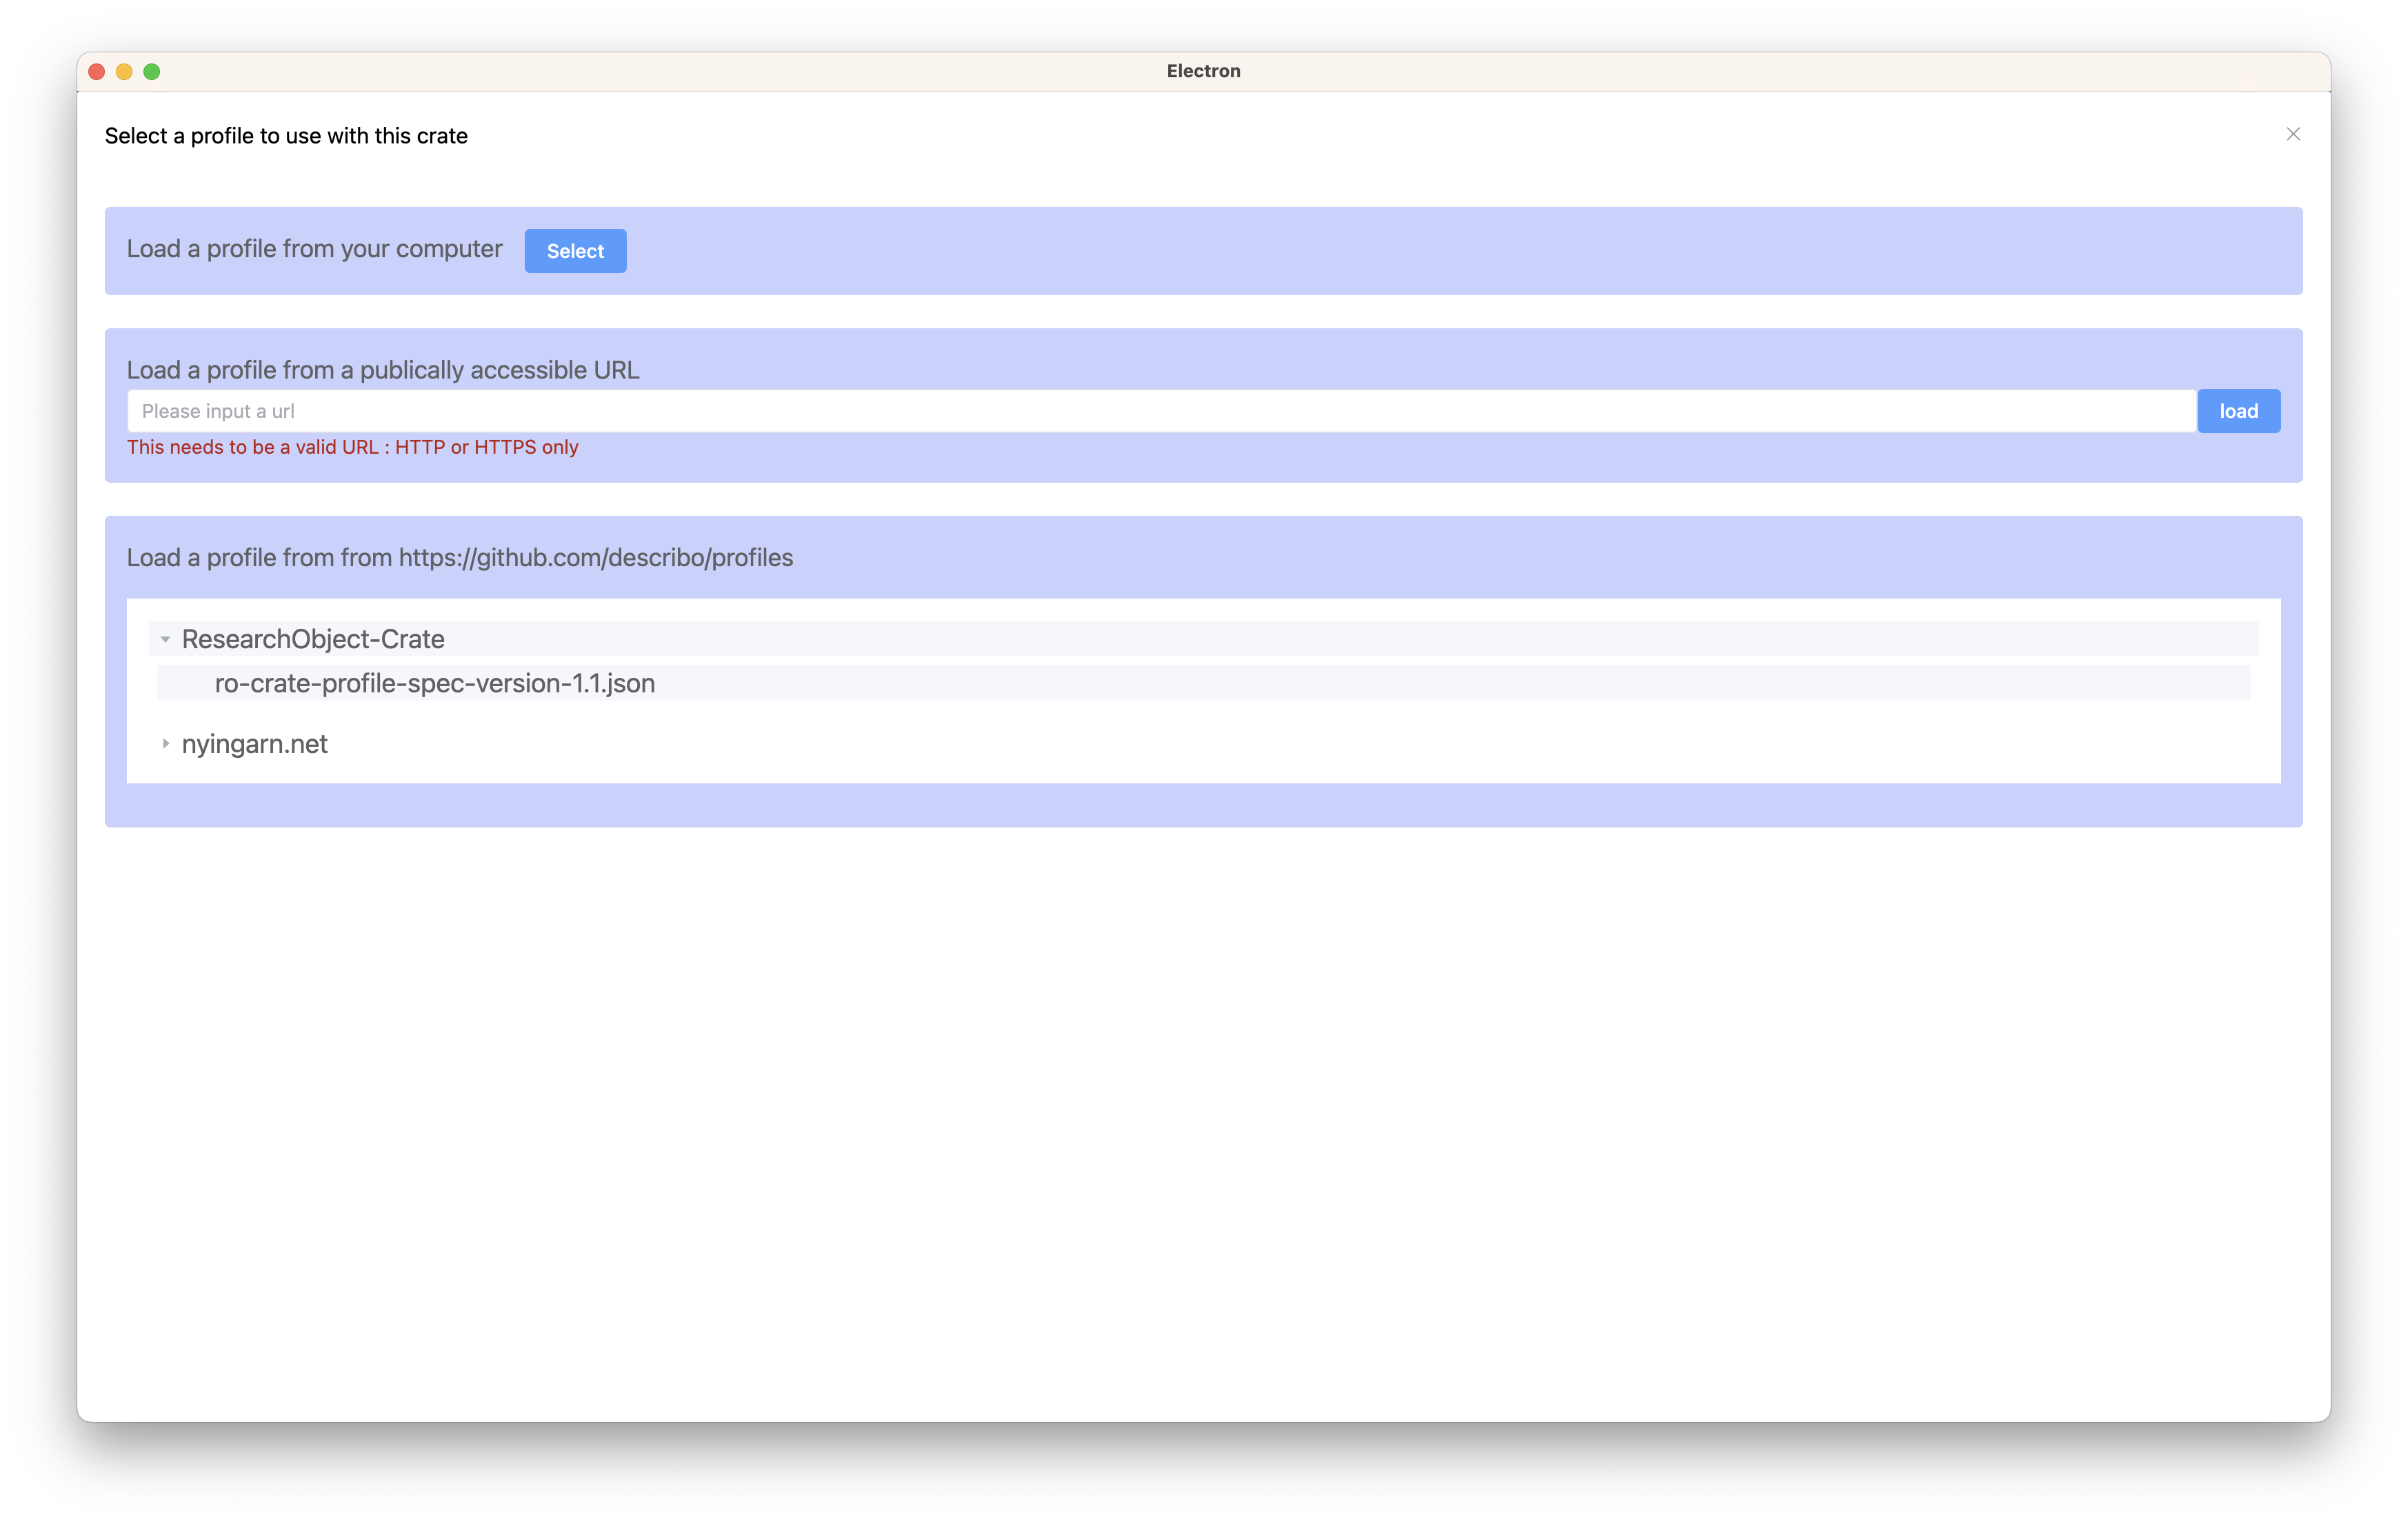 Electron
Select a profile to use with this crate
Load a profile from your computer Select
Load a profile from a publically accessible URL
Please input a url load
This needs to be a valid URL : HTTP or HTTPS only
Load a profile from from https://github.com/describo/profiles
ResearchObject-Crate
ro-crate-profile-spec-version-1.1.json
nyingarn.net